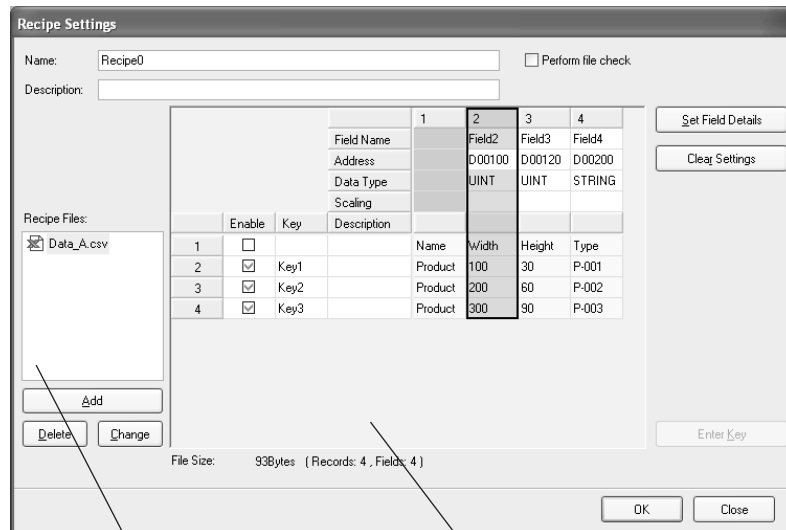 Recipe Settings
Name: Recipe0 Perform file check
Description:
1 2 3 4
Field Name Field2 Field3 Field4
Address D00100 D00120 D00200
Data Type UINT UINT STRING
Scaling
Enable Key Description
1 Name Width Height Type
2 Key1 Product 100 30 P-001
3 Key2 Product 200 60 P-002
4 Key3 Product 300 90 P-003
Set Field Details
Clear Settings
Recipe Files:
Data_A.csv
Add
Delete Change
Enter Key
File Size: 93Bytes ( Records: 4 , Fields: 4 )
OK Close